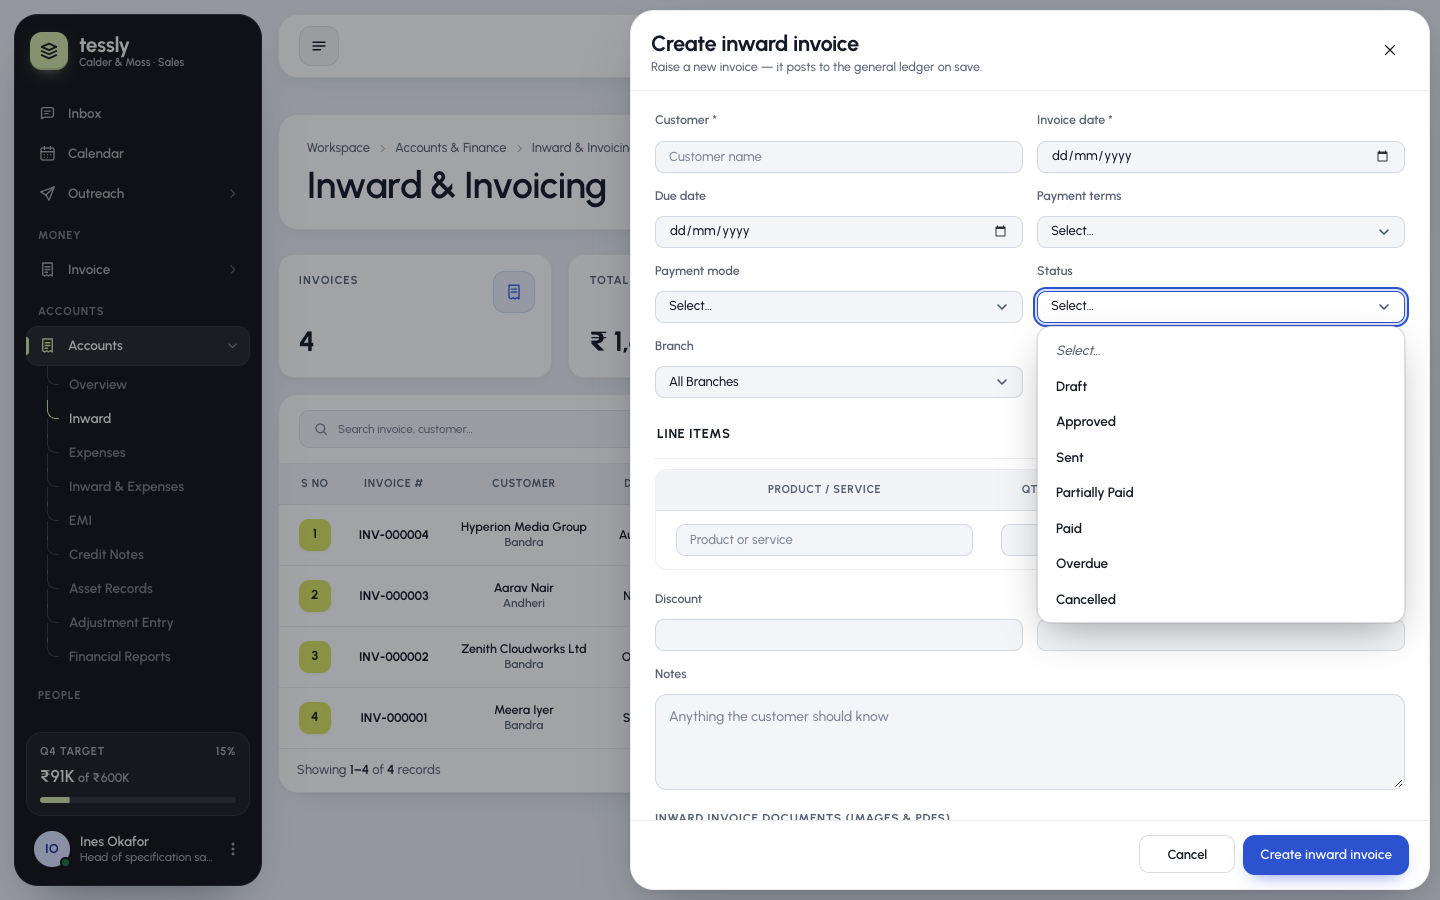 tessly
Calder & Moss · Sales
Inbox
Calendar
Outreach
MONEY
Invoice
ACCOUNTS
Accounts
Overview
Inward
Expenses
Inward & Expenses
EMI
Credit Notes
Asset Records
Adjustment Entry
Financial Reports
PEOPLE
Q4 TARGET 15%
₹91K of ₹600K
IO
Ines Okafor
Head of specification sa...
Workspace > Accounts & Finance > Inward & Invoicing
Inward & Invoicing
INVOICES
4
TOTAL
₹ 1,
Search invoice, customer...
S NO INVOICE # CUSTOMER
1 INV-000004 Hyperion Media Group
Bandra
2 INV-000003 Aarav Nair
Andheri
3 INV-000002 Zenith Cloudworks Ltd
Bandra
4 INV-000001 Meera Iyer
Bandra
Showing 1–4 of 4 records
Create inward invoice
Raise a new invoice — it posts to the general ledger on save.
Customer * Invoice date *
Customer name dd/mm/yyyy
Due date Payment terms
dd/mm/yyyy Select...
Payment mode Status
Select... Select...
Branch
All Branches
Select...
Draft
Approved
Sent
Partially Paid
Paid
Overdue
Cancelled
LINE ITEMS
PRODUCT / SERVICE QT
Product or service
Discount
Notes
Anything the customer should know
INWARD INVOICE DOCUMENTS (IMAGES & PDFS)
Cancel Create inward invoice